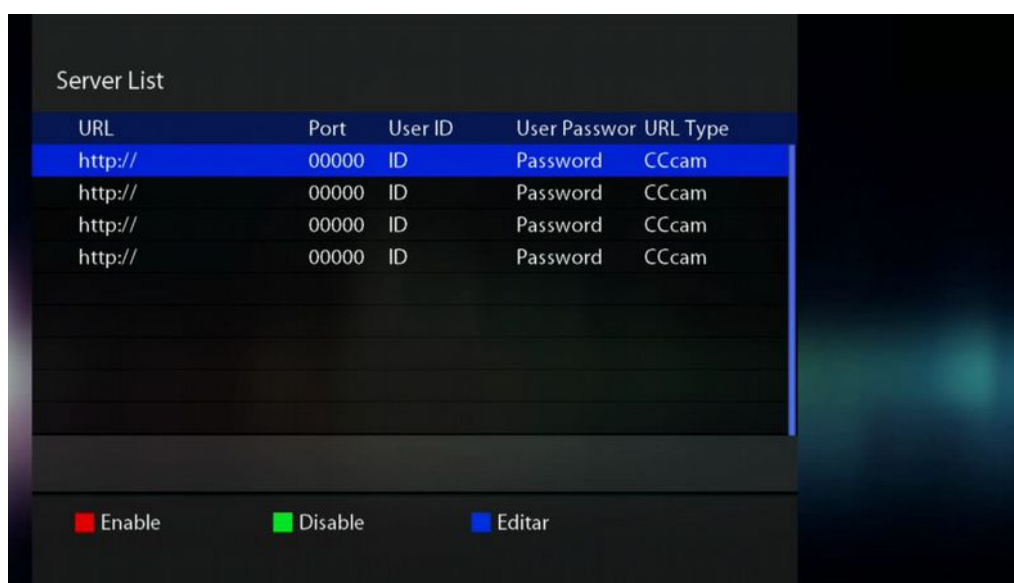 Server List
URL Port User ID User Passwor URL Type
http:// 00000 ID Password CCcam
http:// 00000 ID Password CCcam
http:// 00000 ID Password CCcam
http:// 00000 ID Password CCcam
Enable Disable Editar